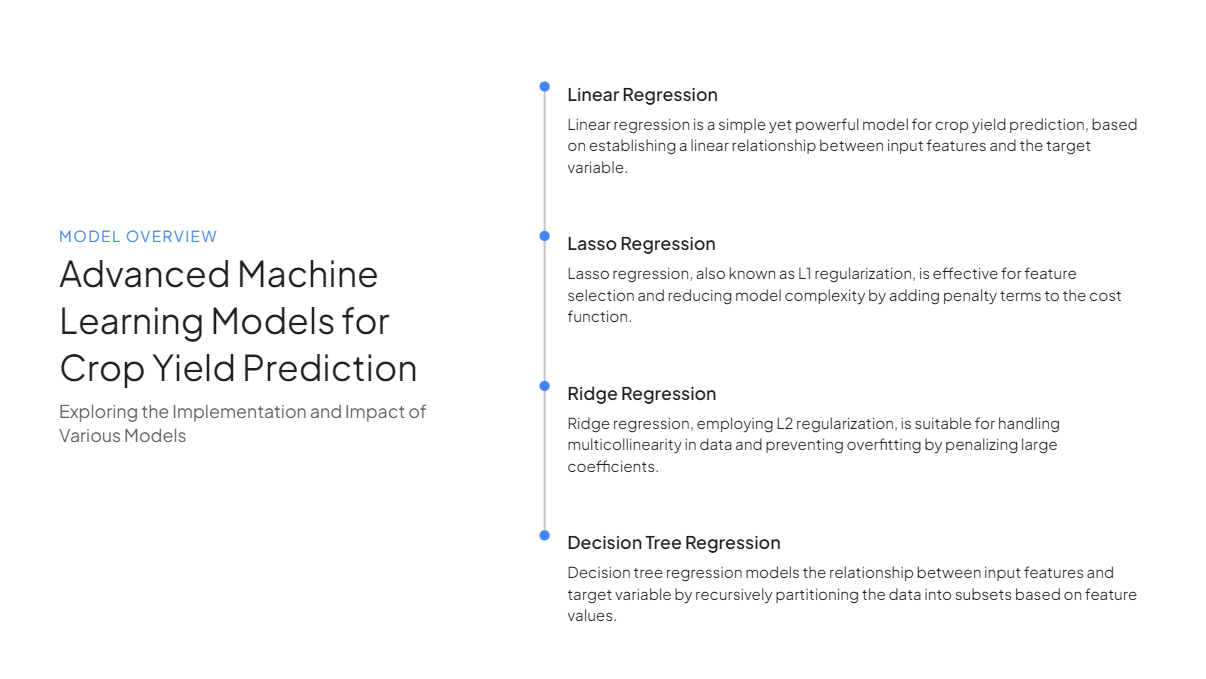 MODEL OVERVIEW
Advanced Machine
Learning Models for
Crop Yield Prediction
Exploring the Implementation and Impact of
Various Models
Linear Regression
Linear regression is a simple yet powerful model for crop yield prediction, based
on establishing a linear relationship between input features and the target
variable.
Lasso Regression
Lasso regression, also known as L1 regularization, is effective for feature
selection and reducing model complexity by adding penalty terms to the cost
function.
Ridge Regression
Ridge regression, employing L2 regularization, is suitable for handling
multicollinearity in data and preventing overfitting by penalizing large
coefficients.
Decision Tree Regression
Decision tree regression models the relationship between input features and
target variable by recursively partitioning the data into subsets based on feature
values.